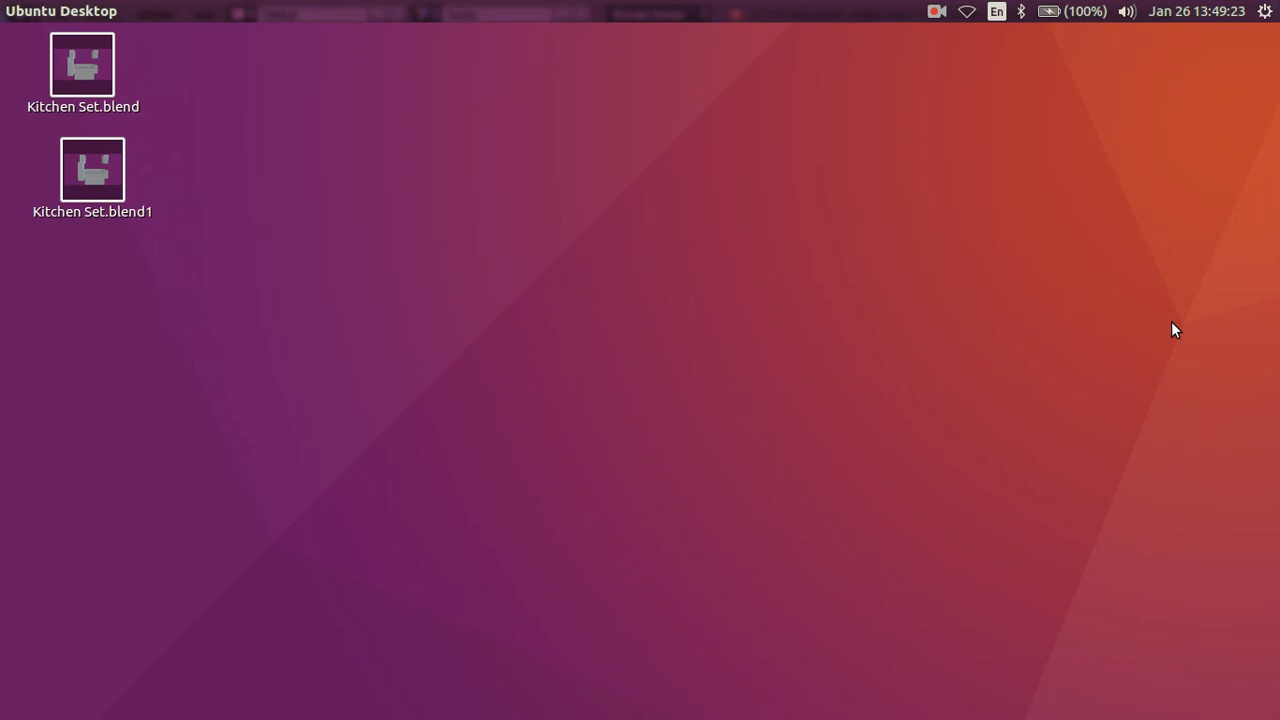 Ubuntu Desktop
En
(100%)
Jan 26 13:49:23
Kitchen Set.blend
Kitchen Set.blend1